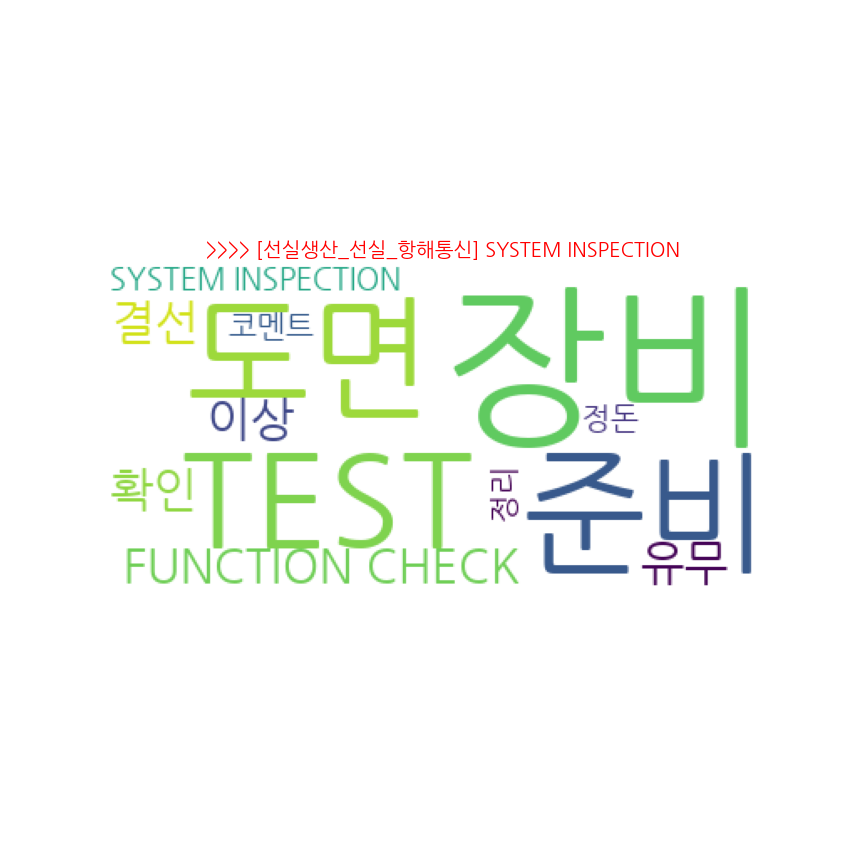 >>>> [선실생산_선실_항해통신] SYSTEM INSPECTION
SYSTEM INSPECTION
결선
코멘트
도면
장비
이상
정돈
확인
TEST
정리
준비
유무
FUNCTION CHECK